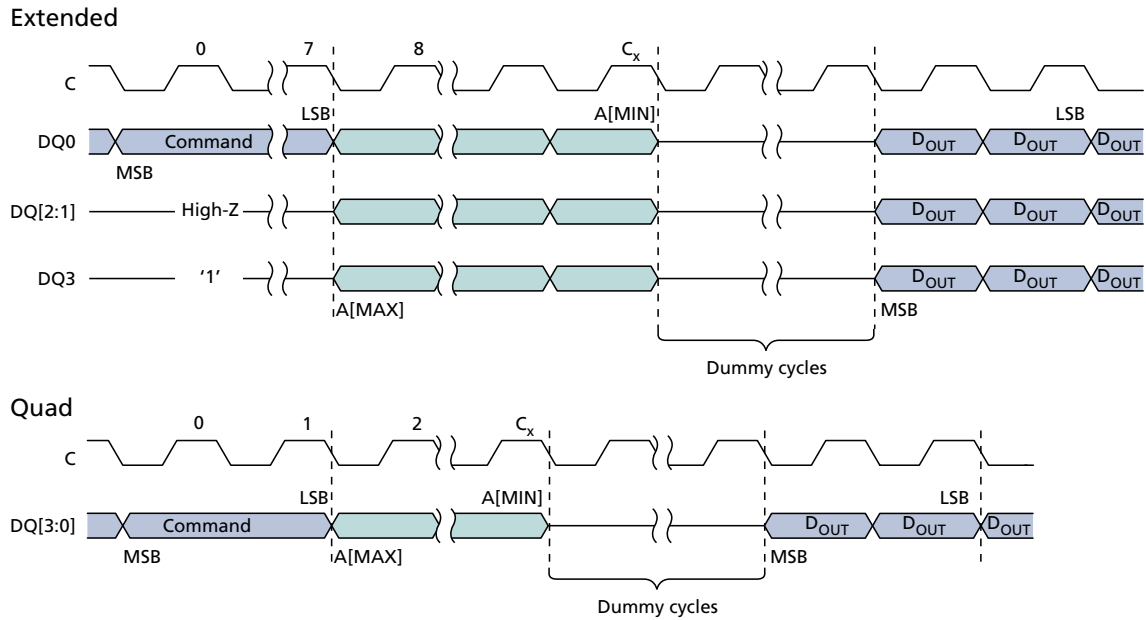 Extended
0 7 8 Cx
C
LSB A[MIN] LSB
DQ0 Command DOUT DOUT DOUT
MSB
DQ[2:1] High-Z DOUT DOUT DOUT
DQ3 ‘1’ DOUT DOUT DOUT
A[MAX] MSB
Dummy cycles
Quad
0 1 2 Cx
C
LSB A[MIN] LSB
DQ[3:0] Command DOUT DOUT DOUT
MSB A[MAX] MSB
Dummy cycles